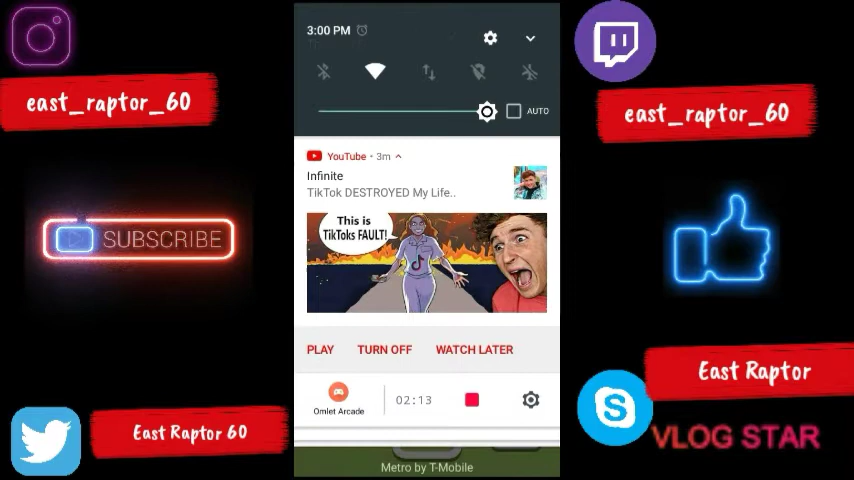 east_raptor_60
SUBSCRIBE
East Raptor 60
3:00 PM
AUTO
YouTube • 3m
Infinite
TikTok DESTROYED My Life..
This is
TikToks FAULT!
PLAY TURN OFF WATCH LATER
Omlet Arcade
02:13
Metro by T-Mobile
east_raptor_60
East Raptor
VLOG STAR